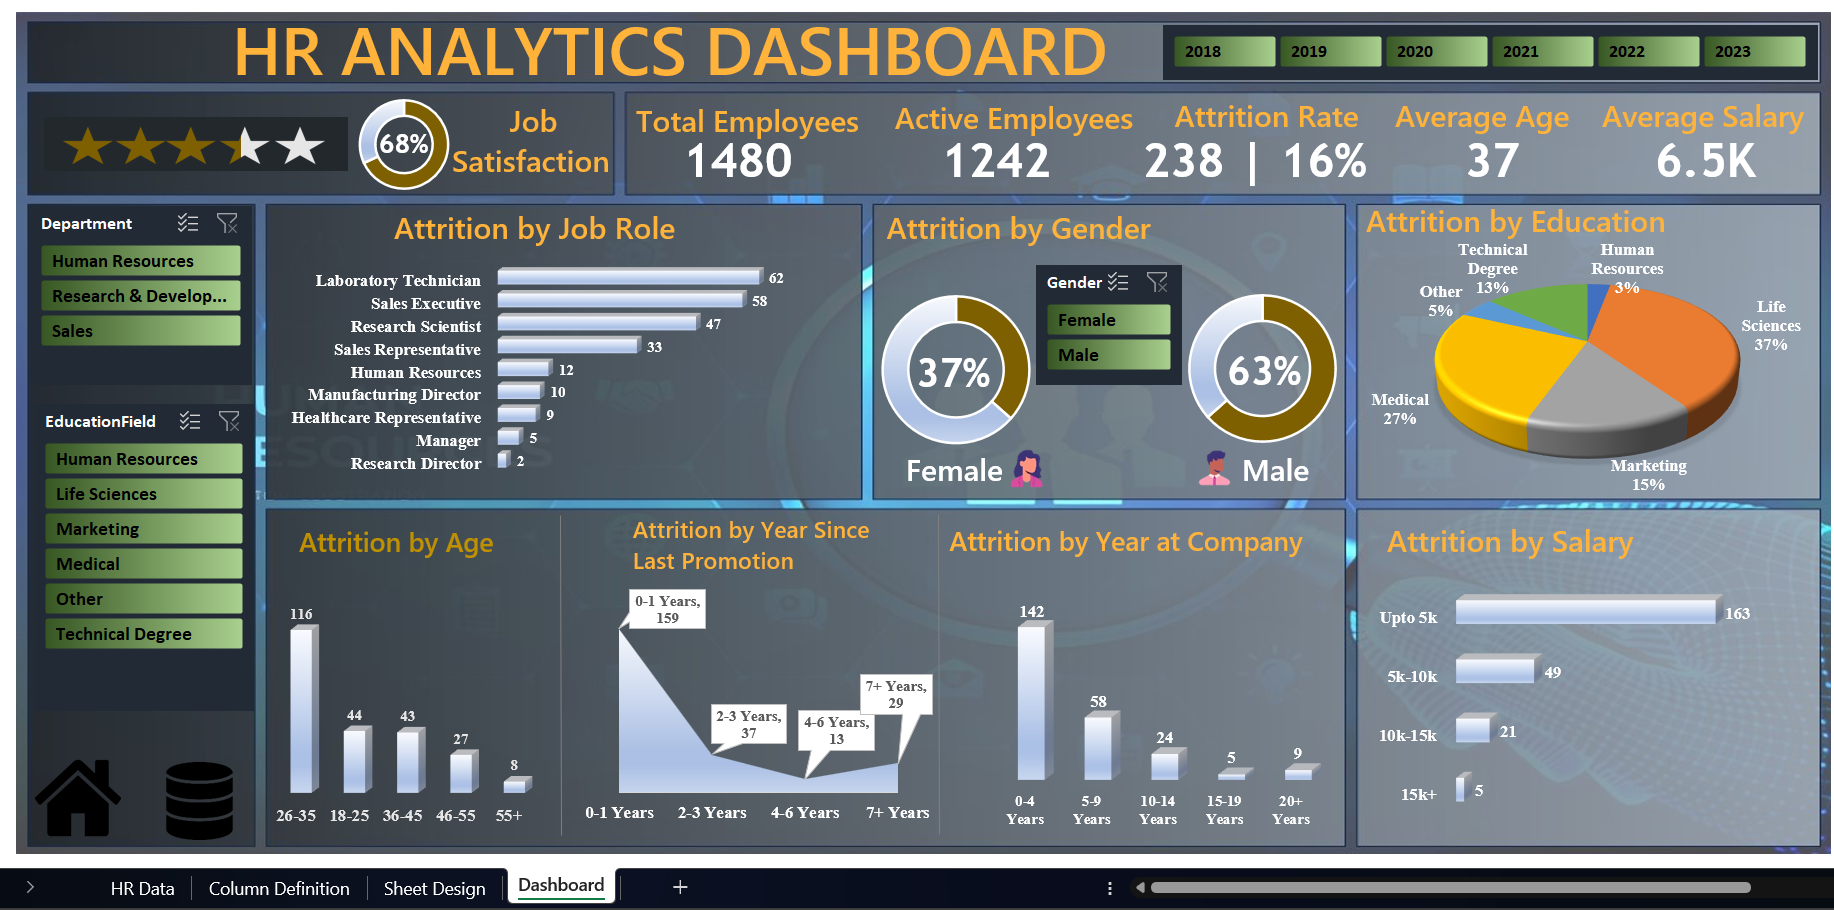 HR ANALYTICS DASHBOARD
2018
2019
2020
2021
2022
2023
68%
Job
Satisfaction
Total Employees
1480
Active Employees
1242
Attrition Rate
238 | 16%
Average Age
37
Average Salary
6.5K
Department
Human Resources
Research & Develop...
Sales
EducationField
Human Resources
Life Sciences
Marketing
Medical
Other
Technical Degree
Attrition by Job Role
Laboratory Technician 62
Sales Executive 58
Research Scientist 47
Sales Representative 33
Human Resources 12
Manufacturing Director 10
Healthcare Representative 9
Manager 5
Research Director 2
Attrition by Gender
Gender
Female
Male
37%
63%
Female
Male
Attrition by Education
Technical
Degree
13%
Human
Resources
3%
Other
5%
Life
Sciences
37%
Medical
27%
Marketing
15%
Attrition by Age
116
44
43
27
8
26-35 18-25 36-45 46-55 55+
Attrition by Year Since
Last Promotion
0-1 Years,
159
2-3 Years,
37
4-6 Years,
13
7+ Years,
29
0-1 Years 2-3 Years 4-6 Years 7+ Years
Attrition by Year at Company
142
58
24
5
9
0-4
Years
5-9
Years
10-14
Years
15-19
Years
20+
Years
Attrition by Salary
Upto 5k 163
5k-10k 49
10k-15k 21
15k+ 5
HR Data
Column Definition
Sheet Design
Dashboard